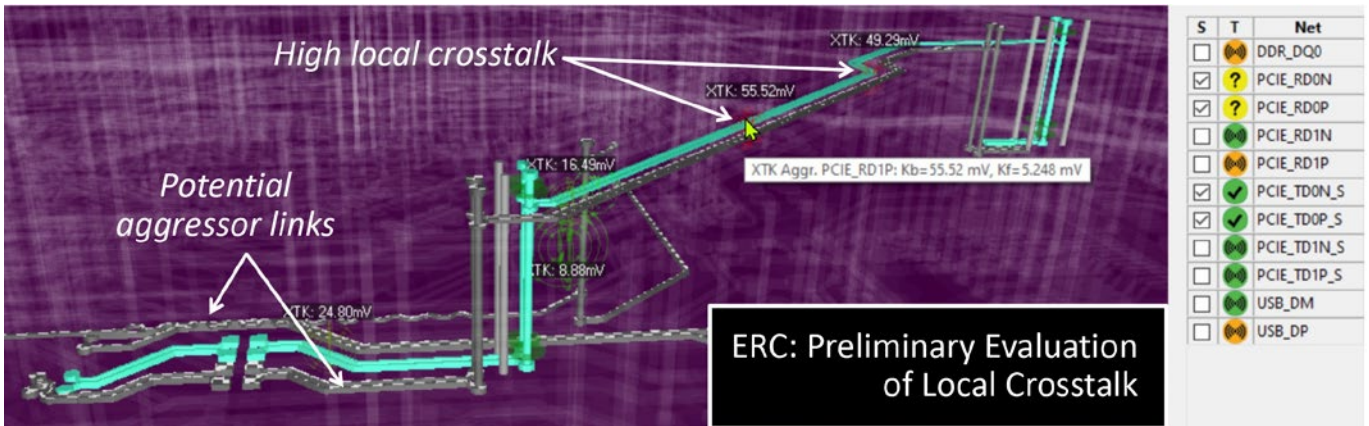 High local crosstalk
XTK: 49.29mV
XTK: 55.52mV
XTK: 16.49mV
XTK Aggr. PCIE_RD1P: Kb=55.52 mV, Kf=5.248 mV
Potential
aggressor links
XTK: 8.88mV
XTK: 24.80mV
ERC: Preliminary Evaluation
of Local Crosstalk
S T Net
DDR_DQ0
? PCIE_RD0N
? PCIE_RD0P
PCIE_RD1N
PCIE_RD1P
PCIE_TD0N_S
PCIE_TD0P_S
PCIE_TD1N_S
PCIE_TD1P_S
USB_DM
USB_DP